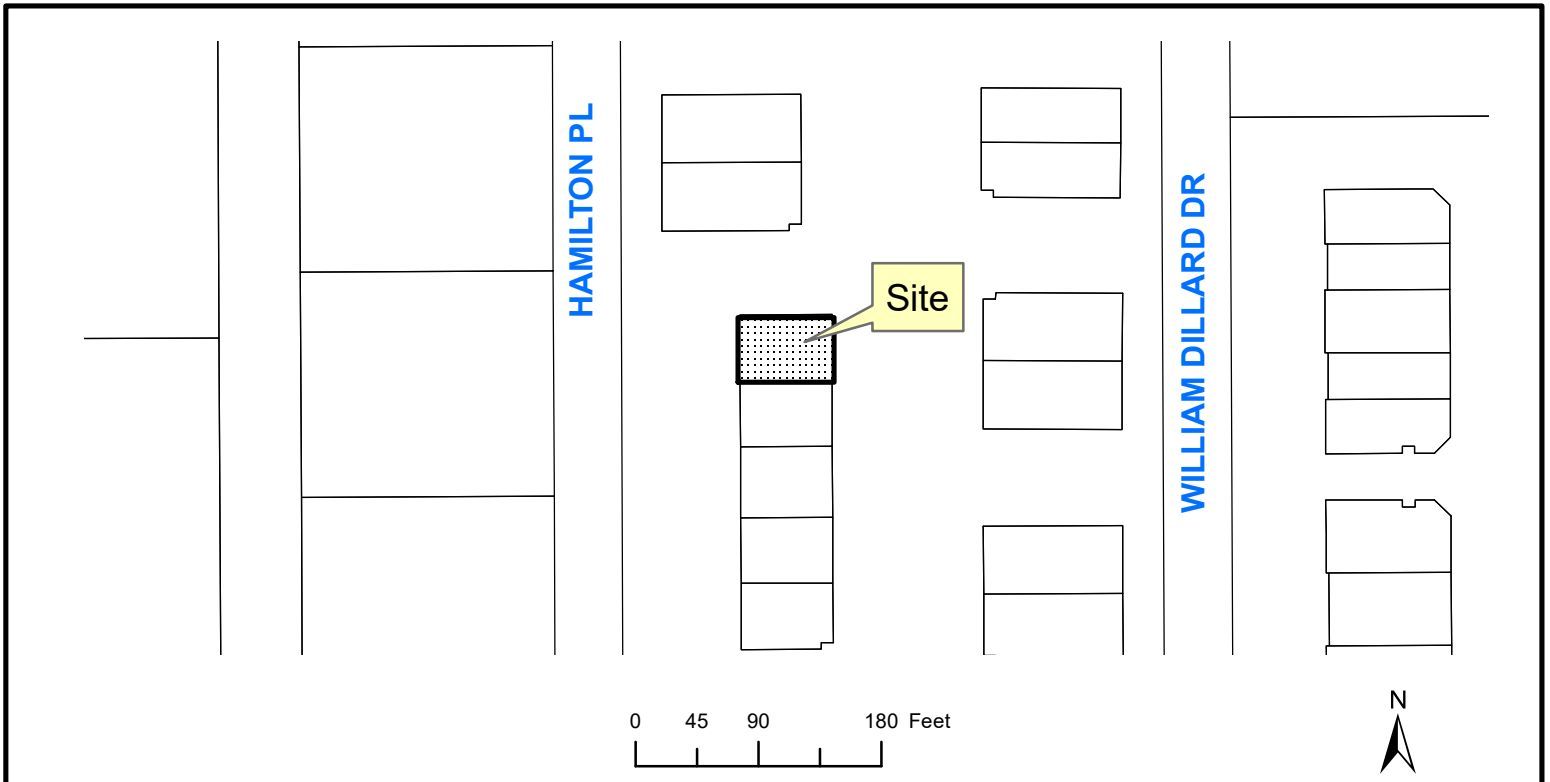 HAMILTON PL
WILLIAM DILLARD DR
Site
0 45 90 180 Feet
N